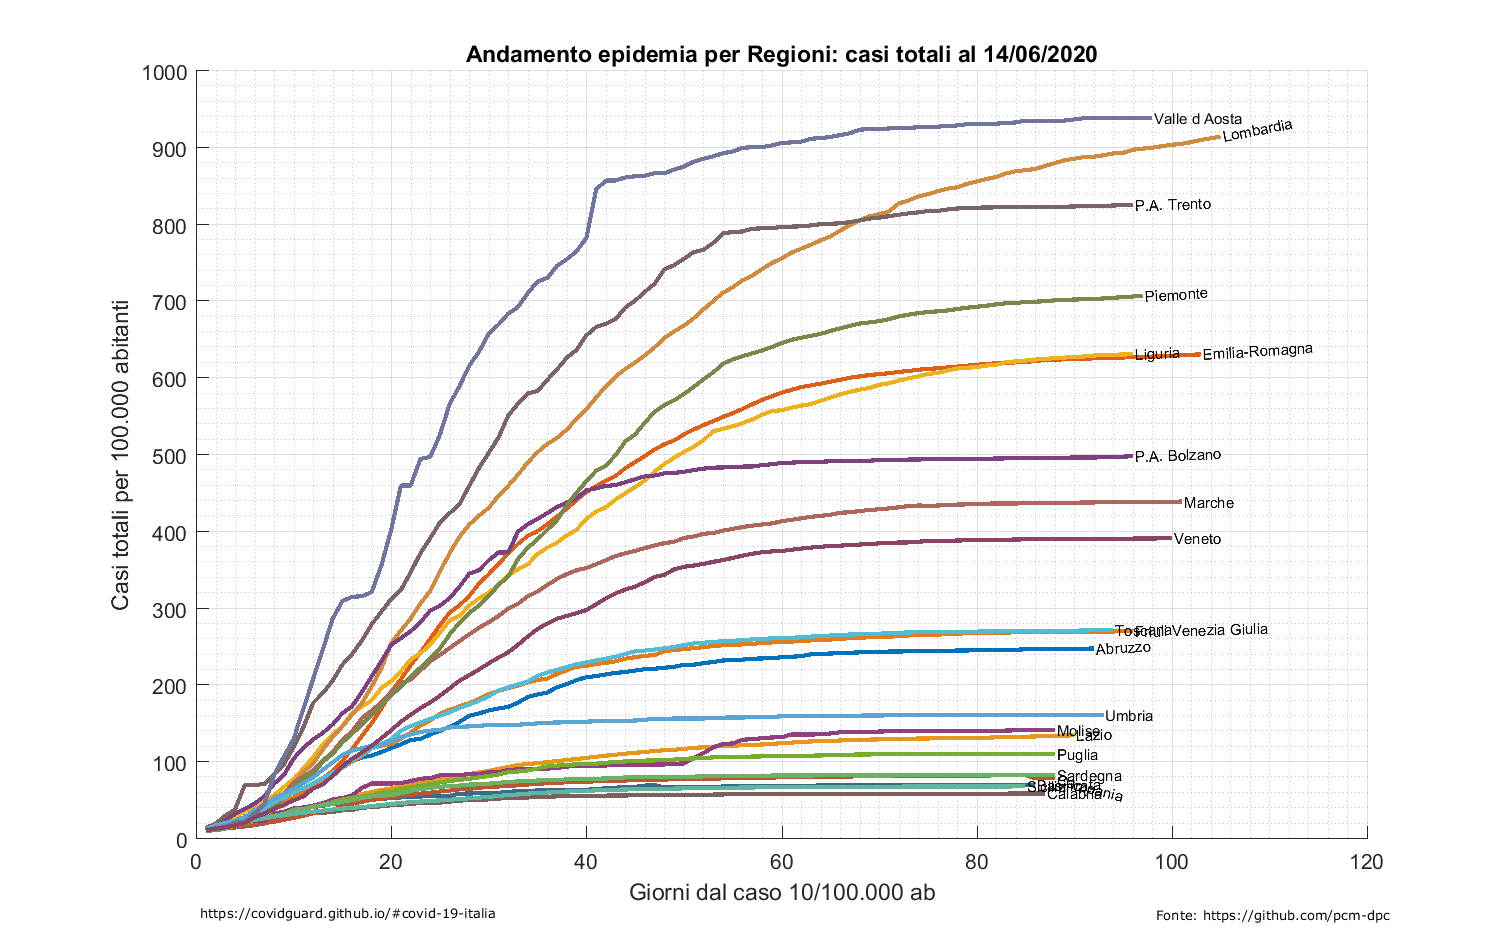 Andamento epidemia per Regioni: casi totali al 14/06/2020
Casi totali per 100.000 abitanti
1000
900
800
700
600
500
400
300
200
100
0
Valle d Aosta
Lombardia
P.A. Trento
Piemonte
Liguria
Emilia-Romagna
P.A. Bolzano
Marche
Veneto
Toscana
Friuli Venezia Giulia
Abruzzo
Umbria
Molise
Lazio
Puglia
Sardegna
Calabria
0
20
40
60
80
100
120
Giorni dal caso 10/100.000 ab
https://covidguard.github.io/#covid-19-italia
Fonte: https://github.com/pcm-dpc